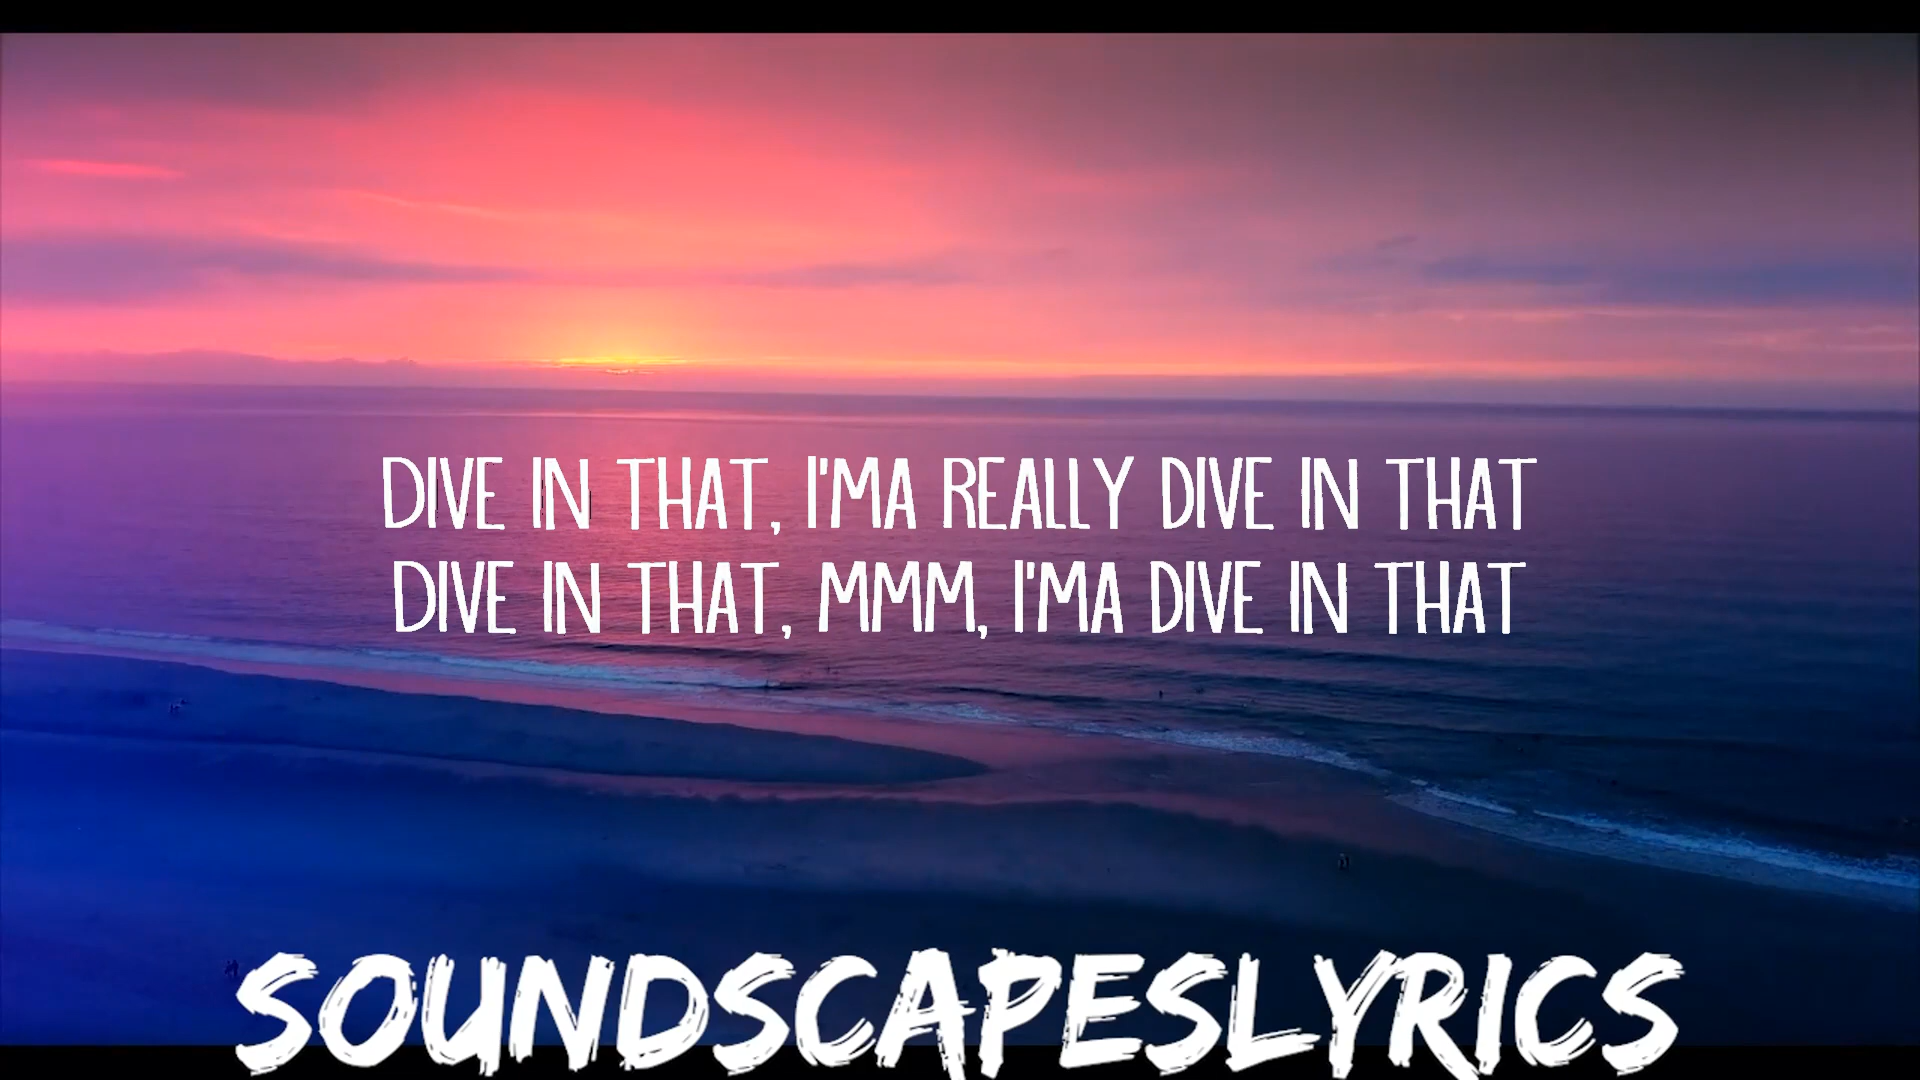 DIVE IN THAT, I'MA REALLY DIVE IN THAT
DIVE IN THAT, MMM, I'MA DIVE IN THAT
SOUNDSCAPESLYRICS